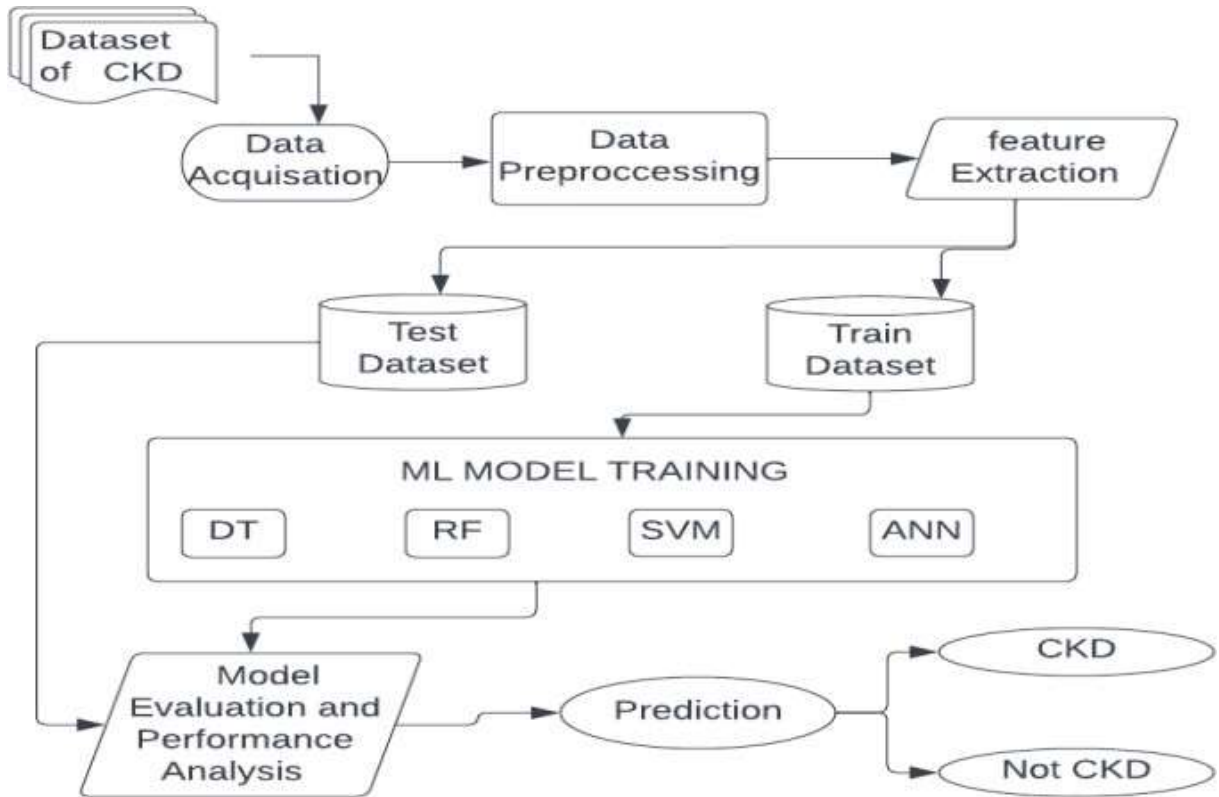 Dataset
of CKD
Data
Acquisation
Data
Preproccessing
feature
Extraction
Test
Dataset
Train
Dataset
ML MODEL TRAINING
DT
RF
SVM
ANN
Model
Evaluation and
Performance
Analysis
Prediction
CKD
Not CKD